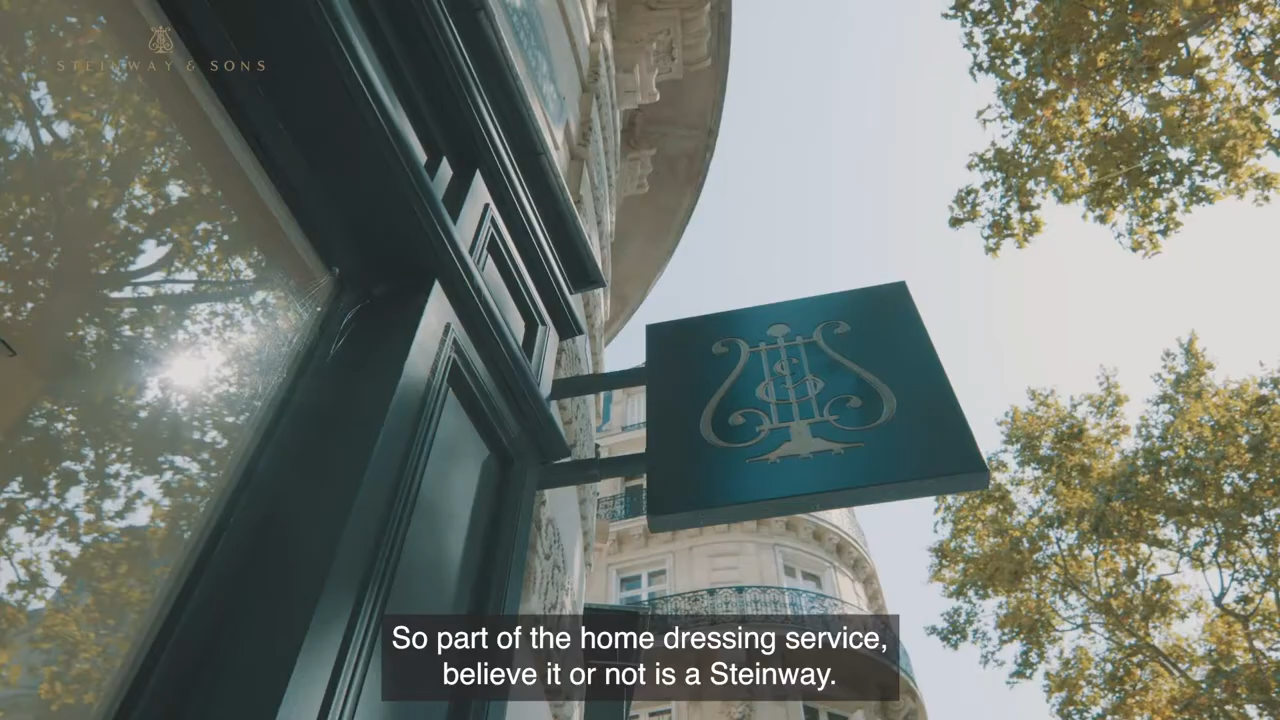 STEINWAY & SONS
So part of the home dressing service,
believe it or not is a Steinway.